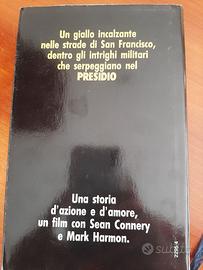 Un giallo incalzante
nelle strade di San Francisco,
dentro gli intrighi militari
che serpeggiano nel
PRESIDIO
Una storia
d'azione e d'amore,
un film con Sean Connery
e Mark Harmon.
subito